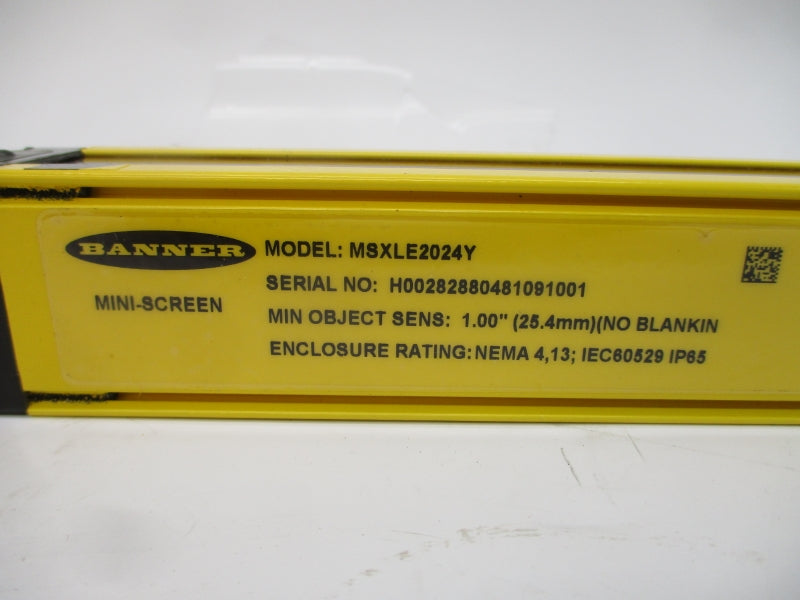 BANNER
MINI-SCREEN
MODEL: MSXLE2024Y
SERIAL NO: H00282880481091001
MIN OBJECT SENS: 1.00" (25.4mm)(NO BLANKIN
ENCLOSURE RATING: NEMA 4,13; IEC60529 IP65